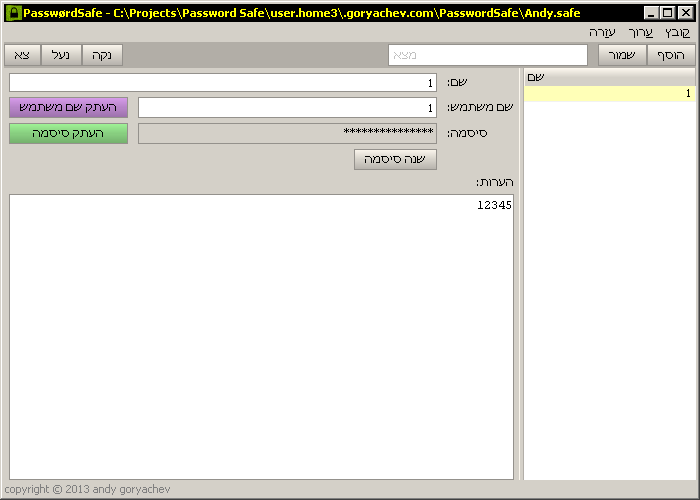 PasswørdSafe - C:\Projects\Password Safe\user.home3\.goryachev.com\PasswordSafe\Andy.safe
קובץ ערוך עזרה
הוסף שמור מצא נקה נעל צא
שם
1
שם: 1
שם משתמש: 1 העתק שם משתמש
סיסמה: *************** העתק סיסמה
שנה סיסמה
הערות:
12345
copyright © 2013 andy goryachev